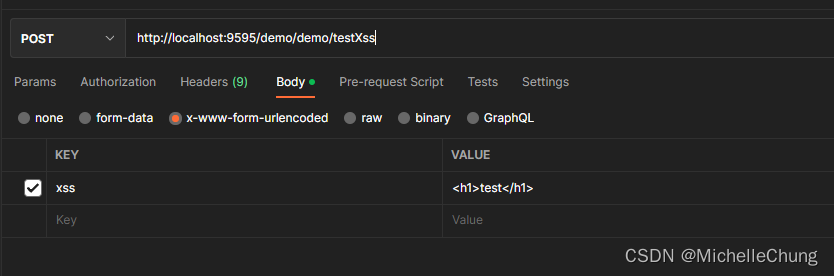 POST http://localhost:9595/demo/demo/testXss
Params Authorization Headers (9) Body Pre-request Script Tests Settings
none form-data x-www-form-urlencoded raw binary GraphQL
KEY VALUE
xss <h1>test</h1>
Key Value
CSDN @MichelleChung